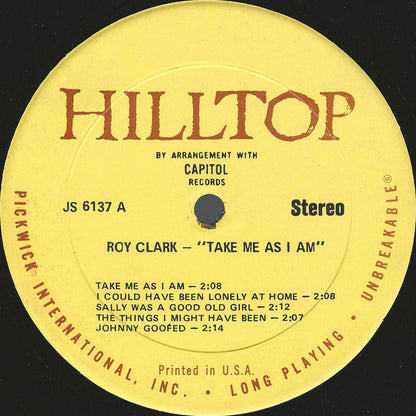 HILLTOP
BY ARRANGEMENT WITH
CAPITOL
RECORDS
JS 6137 A
Stereo
ROY CLARK – "TAKE ME AS I AM"
TAKE ME AS I AM – 2:08
I COULD HAVE BEEN LONELY AT HOME – 2:08
SALLY WAS A GOOD OLD GIRL – 2:12
THE THINGS I MIGHT HAVE BEEN – 2:07
JOHNNY GOOFED – 2:14
Printed in U.S.A.
PICKWICK INTERNATIONAL, INC. • LONG PLAYING • UNBREAKABLE©